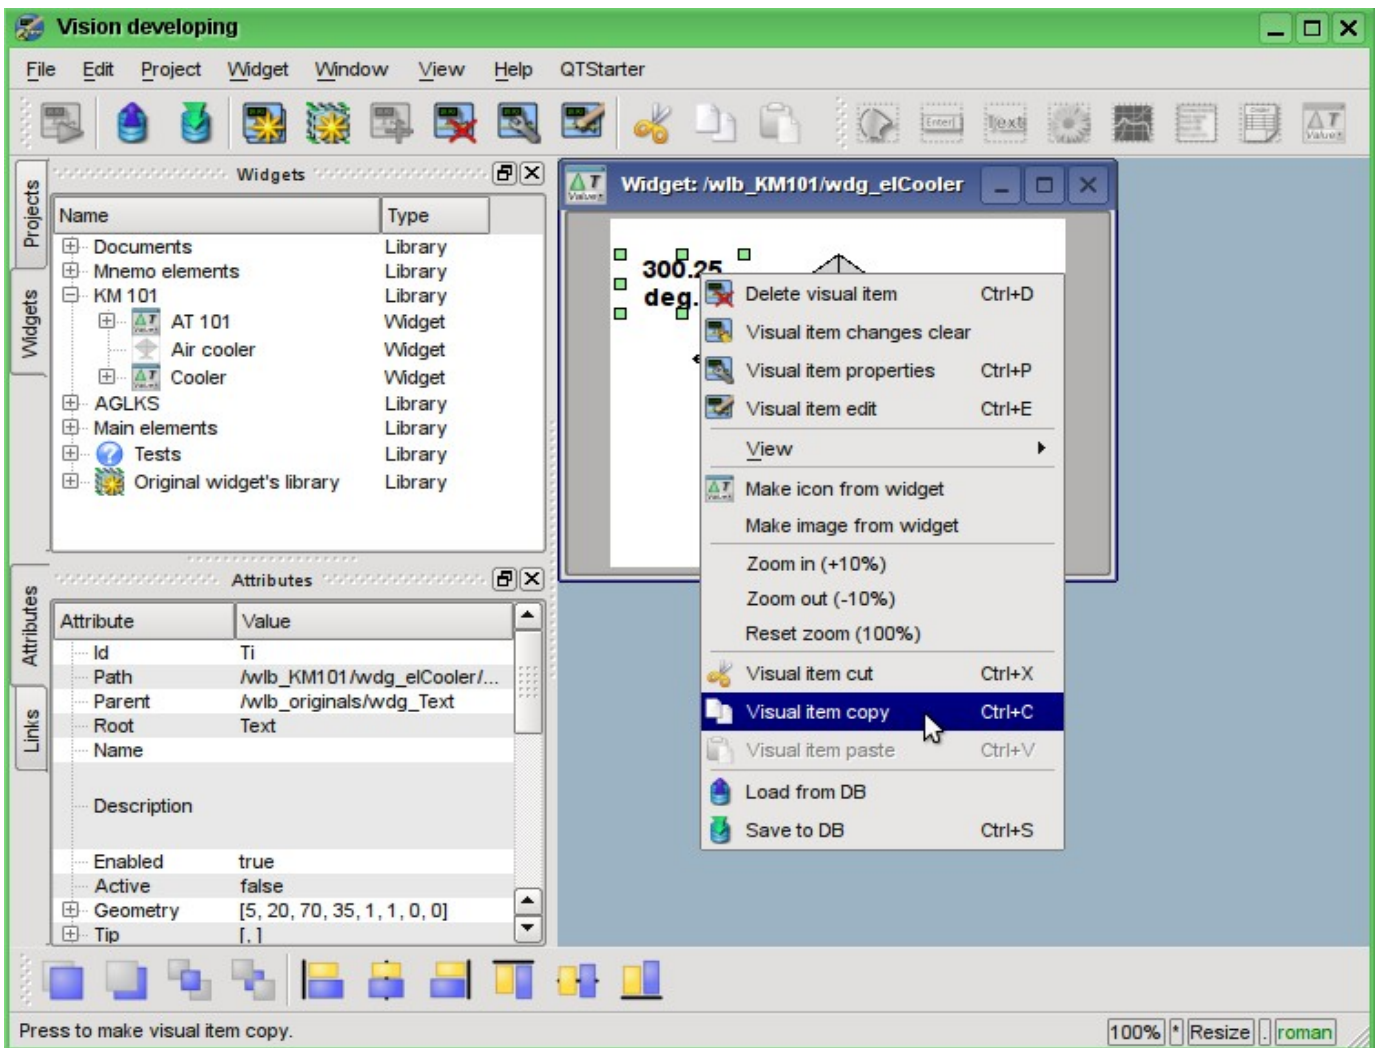 Vision developing
File Edit Project Widget Window View Help QTStarter
Enter Text ΔT Value±
Projects
Widgets
Widgets
Name Type
Documents Library
Mnemo elements Library
KM 101 Library
AT 101 Widget
Air cooler Widget
Cooler Widget
AGLKS Library
Main elements Library
Tests Library
Original widget's library Library
Attributes
Links
Attributes
Attribute Value
Id Ti
Path /wlb_KM101/wdg_elCooler/...
Parent /wlb_originals/wdg_Text
Root Text
Name
Description
Enabled true
Active false
Geometry [5, 20, 70, 35, 1, 1, 0, 0]
Tip [, ]
Widget: /wlb_KM101/wdg_elCooler
300.25
deg.
Delete visual item Ctrl+D
Visual item changes clear
Visual item properties Ctrl+P
Visual item edit Ctrl+E
View
Make icon from widget
Make image from widget
Zoom in (+10%)
Zoom out (-10%)
Reset zoom (100%)
Visual item cut Ctrl+X
Visual item copy Ctrl+C
Visual item paste Ctrl+V
Load from DB
Save to DB Ctrl+S
Press to make visual item copy.
100% * Resize . roman